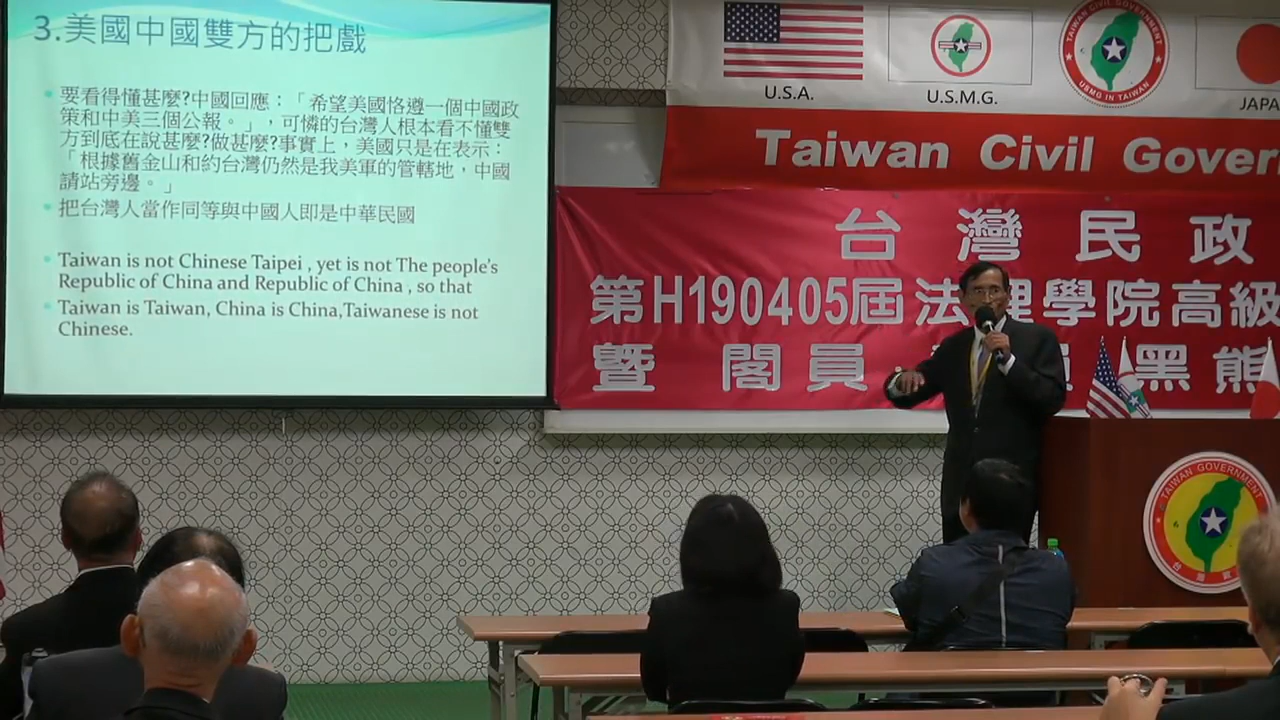 3.美國中國雙方的把戲
要看得懂甚麼?中國回應：「希望美國恪遵一個中國政
策和中美三個公報。」，可憐的台灣人根本看不懂雙
方到底在說甚麼?做甚麼?事實上，美國只是在表示：
「根據舊金山和約台灣仍然是我美軍的管轄地，中國
請站旁邊。」
把台灣人當作同等與中國人即是中華民國
Taiwan is not Chinese Taipei , yet is not The people's
Republic of China and Republic of China , so that
Taiwan is Taiwan, China is China,Taiwanese is not
Chinese.
U.S.A.
U.S.M.G.
TAIWAN CIVIL GOVERNMENT
USMG IN TAIWAN
JAPA
Taiwan Civil Govern
台灣民政
第H190405屆法理學院高級
暨 閣員 員 黑熊
TAIWAN GOVERNMENT
台灣政